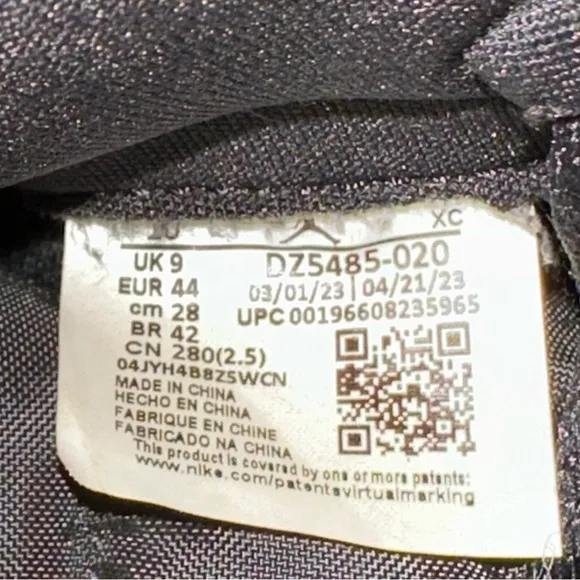 XC
UK 9
DZ5485-020
EUR 44
03/01/23 | 04/21/23
cm 28
UPC 00196608235965
BR 42
CN 280(2.5)
04JYH4B8Z5WCN
MADE IN CHINA
HECHO EN CHINA
FABRIQUE EN CHINE
FABRICADO NA CHINA
This product is covered by one or more patents:
www.nike.com/patentsvirtualmarking